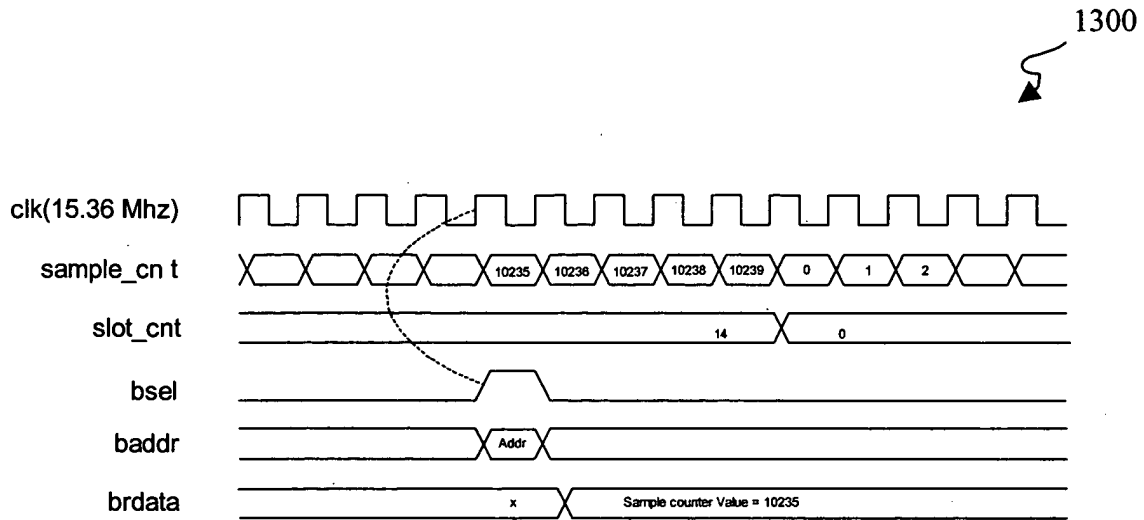 1300
clk(15.36 Mhz)
sample_cn t
10235 10236 10237 10238 10239 0 1 2
slot_cnt
14 0
bsel
baddr
Addr
brdata
x Sample counter Value = 10235